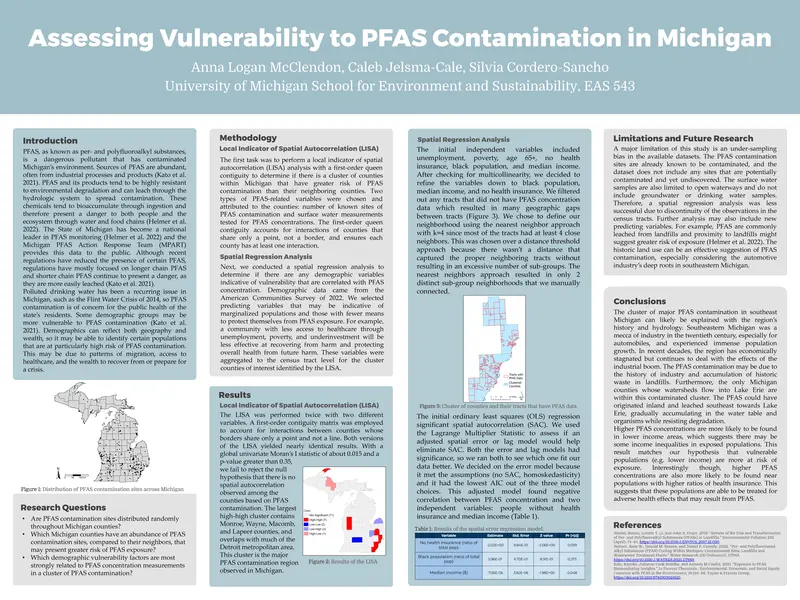 Assessing Vulnerability to PFAS Contamination in Michigan
Anna Logan McClendon, Caleb Jelsma-Cale, Silvia Cordero-Sancho
University of Michigan School for Environment and Sustainability, EAS 543
Introduction
PFAS, as known as per- and polyfluoroalkyl substances,
is a dangerous pollutant that has contaminated
Michigan's environment. Sources of PFAS are abundant,
often from industrial processes and products (Kato et al.
2021). PFAS and its products tend to be highly resistant
to environmental degradation and can leach through the
hydrologic system to spread contamination. These
chemicals tend to bioaccumulate through ingestion and
therefore present a danger to both people and the
ecosystem through water and food chains (Helmer et al.
2022). The State of Michigan has become a national
leader in PFAS monitoring (Helmer et al. 2022) and the
Michigan PFAS Action Response Team (MPART)
provides this data to the public. Although recent
regulations have reduced the presence of certain PFAS,
regulations have mostly focused on longer chain PFAS
and shorter chain PFAS continue to present a danger, as
they are more easily leached (Kato et al. 2021).
Polluted drinking water has been a recurring issue in
Michigan, such as the Flint Water Crisis of 2014, so PFAS
contamination is of concern for the public health of the
state's residents. Some demographic groups may be
more vulnerable to PFAS contamination (Kato et al.
2021). Demographics can reflect both geography and
wealth, so it may be able to identify certain populations
that are at particularly high risk of PFAS contamination.
This may be due to patterns of migration, access to
healthcare, and the wealth to recover from or prepare for
a crisis.
Figure 1: Distribution of PFAS contamination sites across Michigan
Research Questions
• Are PFAS contamination sites distributed randomly
throughout Michigan counties?
• Which Michigan counties have an abundance of PFAS
contamination sites, compared to their neighbors, that
may present greater risk of PFAS exposure?
• Which demographic vulnerability factors are most
strongly related to PFAS concentration measurements
in a cluster of PFAS contamination?
Methodology
Local Indicator of Spatial Autocorrelation (LISA)
The first task was to perform a local indicator of spatial
autocorrelation (LISA) analysis with a first-order queen
contiguity to determine if there is a cluster of counties
within Michigan that have greater risk of PFAS
contamination than their neighboring counties. Two
types of PFAS-related variables were chosen and
attributed to the counties: number of known sites of
PFAS contamination and surface water measurements
tested for PFAS concentrations. The first-order queen
contiguity accounts for interactions of counties that
share only a point, not a border, and ensures each
county has at least one interaction.
Spatial Regression Analysis
Next, we conducted a spatial regression analysis to
determine if there are any demographic variables
indicative of vulnerability that are correlated with PFAS
concentration. Demographic data came from the
American Communities Survey of 2022. We selected
predicting variables that may be indicative of
marginalized populations and those with fewer means
to protect themselves from PFAS exposure. For example,
a community with less access to healthcare through
unemployment, poverty, and underinvestment will be
less effective at recovering from harm and protecting
overall health from future harm. These variables were
aggregated to the census tract level for the cluster
counties of interest identified by the LISA.
Results
Local Indicator of Spatial Autocorrelation (LISA)
The LISA was performed twice with two different
variables. A first-order contiguity matrix was employed
to account for interactions between counties whose
borders share only a point and not a line. Both versions
of the LISA yielded nearly identical results. With a
global univariate Moran's I statistic of about 0.015 and a
p-value greater than 0.35,
we fail to reject the null
hypothesis that there is no
spatial autocorrelation
observed among the
counties based on PFAS
contamination. The largest
high-high cluster contains
Monroe, Wayne, Macomb,
and Lapeer counties, and
overlaps with much of the
Detroit metropolitan area.
This cluster is the major
PFAS contamination region
observed in Michigan.
Figure 2: Results of the LISA
Spatial Regression Analysis
The initial independent variables included
unemployment, poverty, age 65+, no health
insurance, black population, and median income.
After checking for multicollinearity, we decided to
refine the variables down to black population,
median income, and no health insurance. We filtered
out any tracts that did not have PFAS concentration
data which resulted in many geographic gaps
between tracts (Figure 3). We chose to define our
neighborhood using the nearest neighbor approach
with k=4 since most of the tracts had at least 4 close
neighbors. This was chosen over a distance threshold
approach because there wasn't a distance that
captured the proper neighboring tracts without
resulting in an excessive number of sub-groups. The
nearest neighbors approach resulted in only 2
distinct sub-group neighborhoods that we manually
connected.
Figure 3: Cluster of counties and their tracts that have PFAS data.
The initial ordinary least squares (OLS) regression
significant spatial autocorrelation (SAC). We used
the Lagrange Multiplier Statistic to assess if an
adjusted spatial error or lag model would help
eliminate SAC. Both the error and lag models had
significance, so we ran both to see which one fit our
data better. We decided on the error model because it
met the assumptions (no SAC, homoskedasticity)
and it had the lowest AIC out of the three model
choices. This adjusted model found negative
correlation between PFAS concentration and two
independent variables: people without health
insurance and median income (Table 1).
Table 1: Results of the spatial error regression model.
Variable Estimate Std. Error Z value Pr (>|z|)
No health insurance (ratio of
total pop)
Black population (ratio of total
pop)
Median income ($)
Limitations and Future Research
A major limitation of this study is an under-sampling
bias in the available datasets. The PFAS contamination
sites are already known to be contaminated, and the
dataset does not include any sites that are potentially
contaminated and yet undiscovered. The surface water
samples are also limited to open waterways and do not
include groundwater or drinking water samples.
Therefore, a spatial regression analysis was less
successful due to discontinuity of the observations in the
census tracts. Further analysis may also include new
predicting variables. For example, PFAS are commonly
leached from landfills and proximity to landfills might
suggest greater risk of exposure (Helmer et al. 2022). The
historic land use can be an effective suggestion of PFAS
contamination, especially considering the automotive
industry's deep roots in southeastern Michigan.
Conclusions
The cluster of major PFAS contamination in southeast
Michigan can likely be explained with the region's
history and hydrology. Southeastern Michigan was a
mecca of industry in the twentieth century, especially for
automobiles, and experienced immense population
growth. In recent decades, the region has economically
stagnated but continues to deal with the effects of the
industrial boom. The PFAS contamination may be due to
the history of industry and accumulation of historic
waste in landfills. Furthermore, the only Michigan
counties whose watersheds flow into Lake Erie are
within this contaminated cluster. The PFAS could have
originated inland and leached southeast towards Lake
Erie, gradually accumulating in the water table and
organisms while resisting degradation.
Higher PFAS concentrations are more likely to be found
in lower income areas, which suggests there may be
some income inequalities in exposed populations. This
result matches our hypothesis that vulnerable
populations (e.g. lower income) are more at risk of
exposure. Interestingly though, higher PFAS
concentrations are also more likely to be found near
populations with higher ratios of health insurance. This
suggests that these populations are able to be treated for
adverse health effects that may result from PFAS.
References